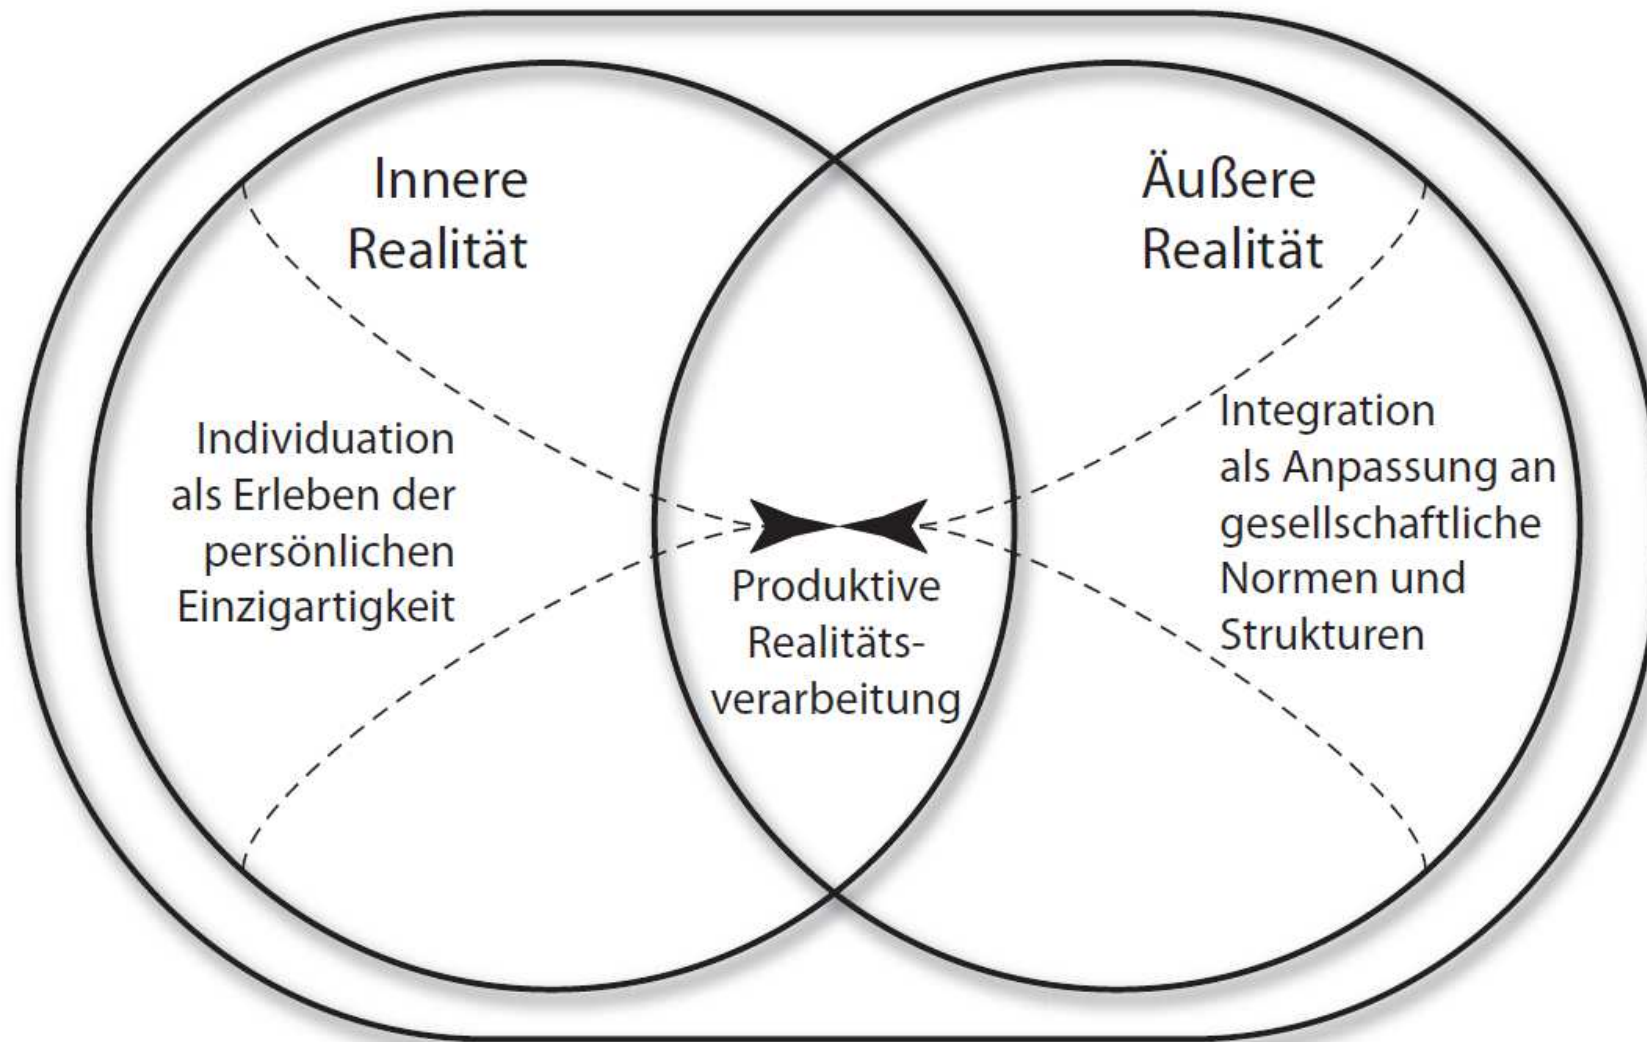 Innere
Realität
Äußere
Realität
Individuation
als Erleben der
persönlichen
Einzigartigkeit
Produktive
Realitäts-
verarbeitung
Integration
als Anpassung an
gesellschaftliche
Normen und
Strukturen